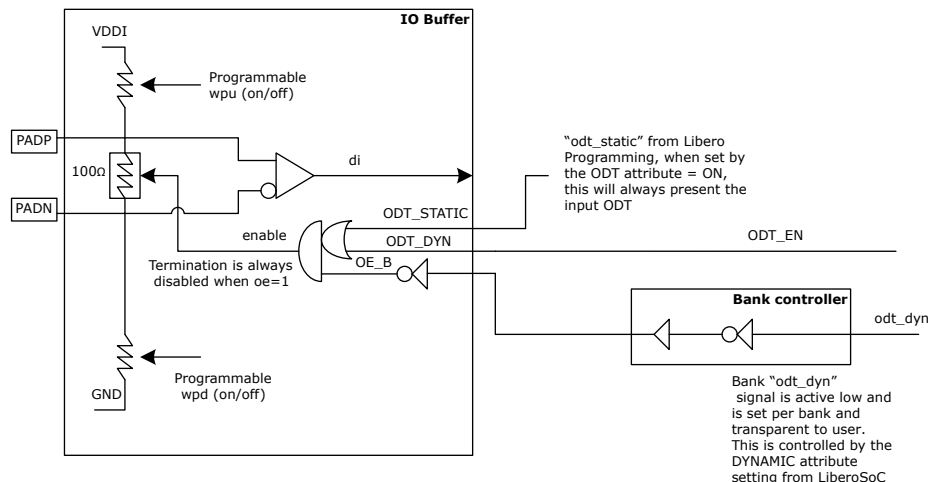 IO Buffer
VDDI
Programmable
wpu (on/off)
PADP
100Ω
PADN
di
"odt_static" from Libero
Programming, when set by
the ODT attribute = ON,
this will always present the
input ODT
ODT_STATIC
enable
ODT_DYN
ODT_EN
OE_B
Termination is always
disabled when oe=1
Bank controller
odt_dyn
GND
Programmable
wpd (on/off)
Bank "odt_dyn"
signal is active low and
is set per bank and
transparent to user.
This is controlled by the
DYNAMIC attribute
setting from LiberoSoC